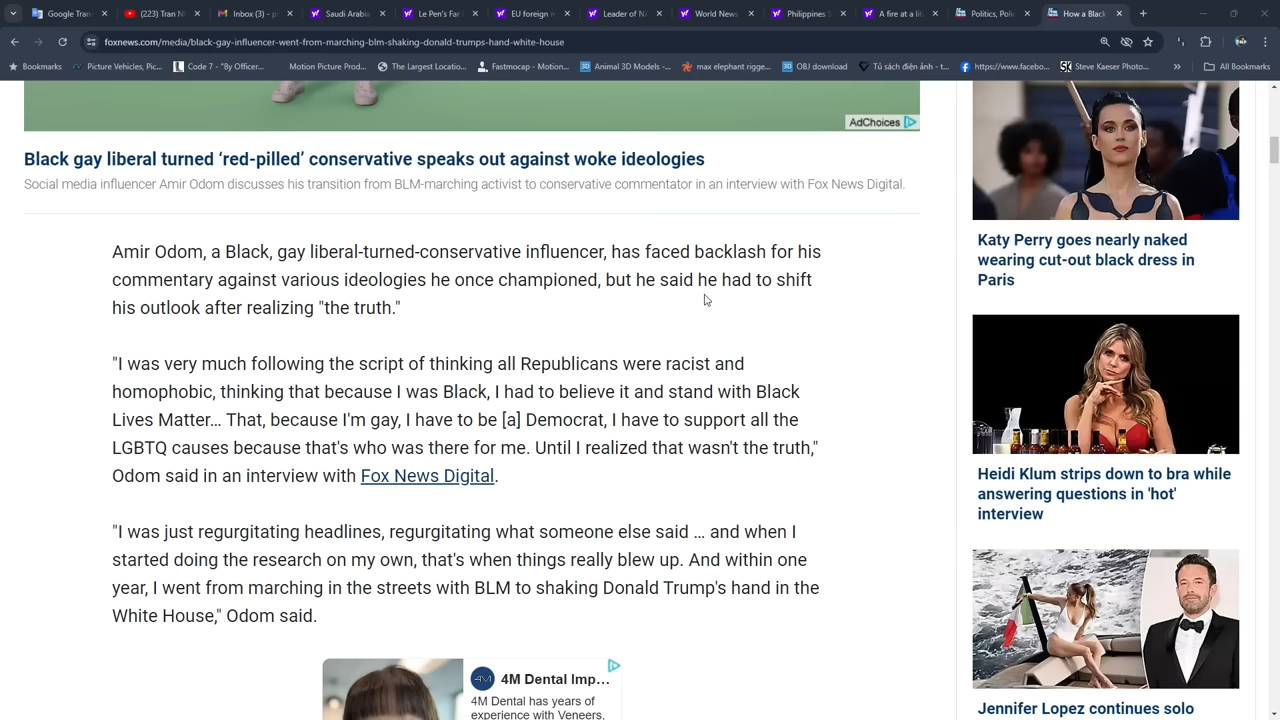 Google Tran
(223) Tran N
Inbox (3) - p
Saudi Arabia
Le Pen's Far
EU foreign n
Leader of NA
World News
Philippines
A fire at a lit
Politics, Poli
How a Black
foxnews.com/media/black-gay-influencer-went-from-marching-blm-shaking-donald-trumps-hand-white-house
Bookmarks
Picture Vehicles, Pic...
Code 7 - "8y Officer...
Motion Picture Prod...
The Largest Locatio...
Fastmocap - Motion...
Animal 3D Models -...
max elephant rigge...
OBJ download
Tủ sách điện ảnh - t...
https://www.facebo...
Steve Kaeser Photo...
All Bookmarks
AdChoices
Black gay liberal turned ‘red-pilled’ conservative speaks out against woke ideologies
Social media influencer Amir Odom discusses his transition from BLM-marching activist to conservative commentator in an interview with Fox News Digital.
Amir Odom, a Black, gay liberal-turned-conservative influencer, has faced backlash for his
commentary against various ideologies he once championed, but he said he had to shift
his outlook after realizing "the truth."
"I was very much following the script of thinking all Republicans were racist and
homophobic, thinking that because I was Black, I had to believe it and stand with Black
Lives Matter… That, because I'm gay, I have to be [a] Democrat, I have to support all the
LGBTQ causes because that's who was there for me. Until I realized that wasn't the truth,"
Odom said in an interview with Fox News Digital.
"I was just regurgitating headlines, regurgitating what someone else said … and when I
started doing the research on my own, that's when things really blew up. And within one
year, I went from marching in the streets with BLM to shaking Donald Trump's hand in the
White House," Odom said.
4M Dental Imp...
4M Dental has years of
experience with Veneers,
Katy Perry goes nearly naked
wearing cut-out black dress in
Paris
Heidi Klum strips down to bra while
answering questions in 'hot'
interview
Jennifer Lopez continues solo